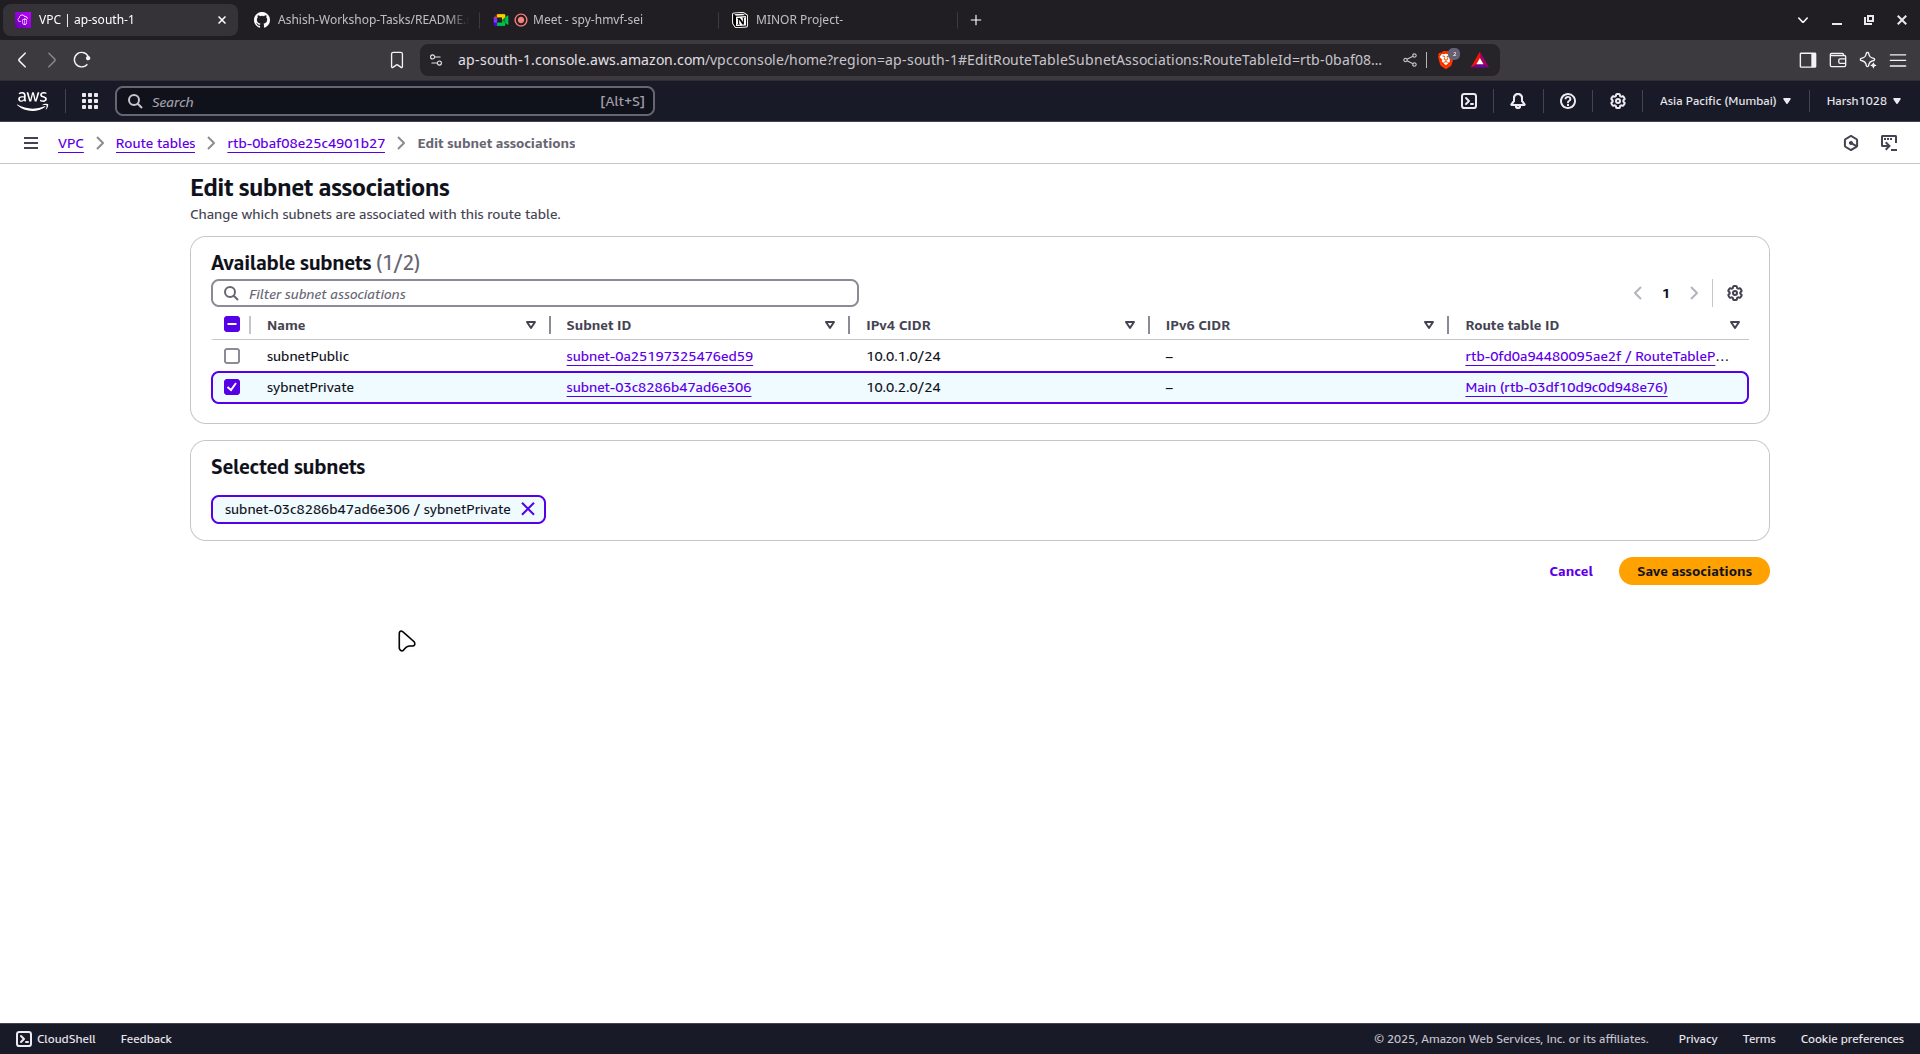 VPC | ap-south-1
Ashish-Workshop-Tasks/README.
Meet - spy-hmvf-sei
MINOR Project-
ap-south-1.console.aws.amazon.com/vpcconsole/home?region=ap-south-1#EditRouteTableSubnetAssociations:RouteTableId=rtb-0baf08...
2
aws
Search
[Alt+S]
Asia Pacific (Mumbai)
Harsh1028
VPC
Route tables
rtb-0baf08e25c4901b27
Edit subnet associations
Edit subnet associations
Change which subnets are associated with this route table.
Available subnets (1/2)
Filter subnet associations
1
Name Subnet ID IPv4 CIDR IPv6 CIDR Route table ID
subnetPublic subnet-0a25197325476ed59 10.0.1.0/24 – rtb-0fd0a94480095ae2f / RouteTableP...
sybnetPrivate subnet-03c8286b47ad6e306 10.0.2.0/24 – Main (rtb-03df10d9c0d948e76)
Selected subnets
subnet-03c8286b47ad6e306 / sybnetPrivate
Cancel
Save associations
CloudShell
Feedback
© 2025, Amazon Web Services, Inc. or its affiliates.
Privacy
Terms
Cookie preferences